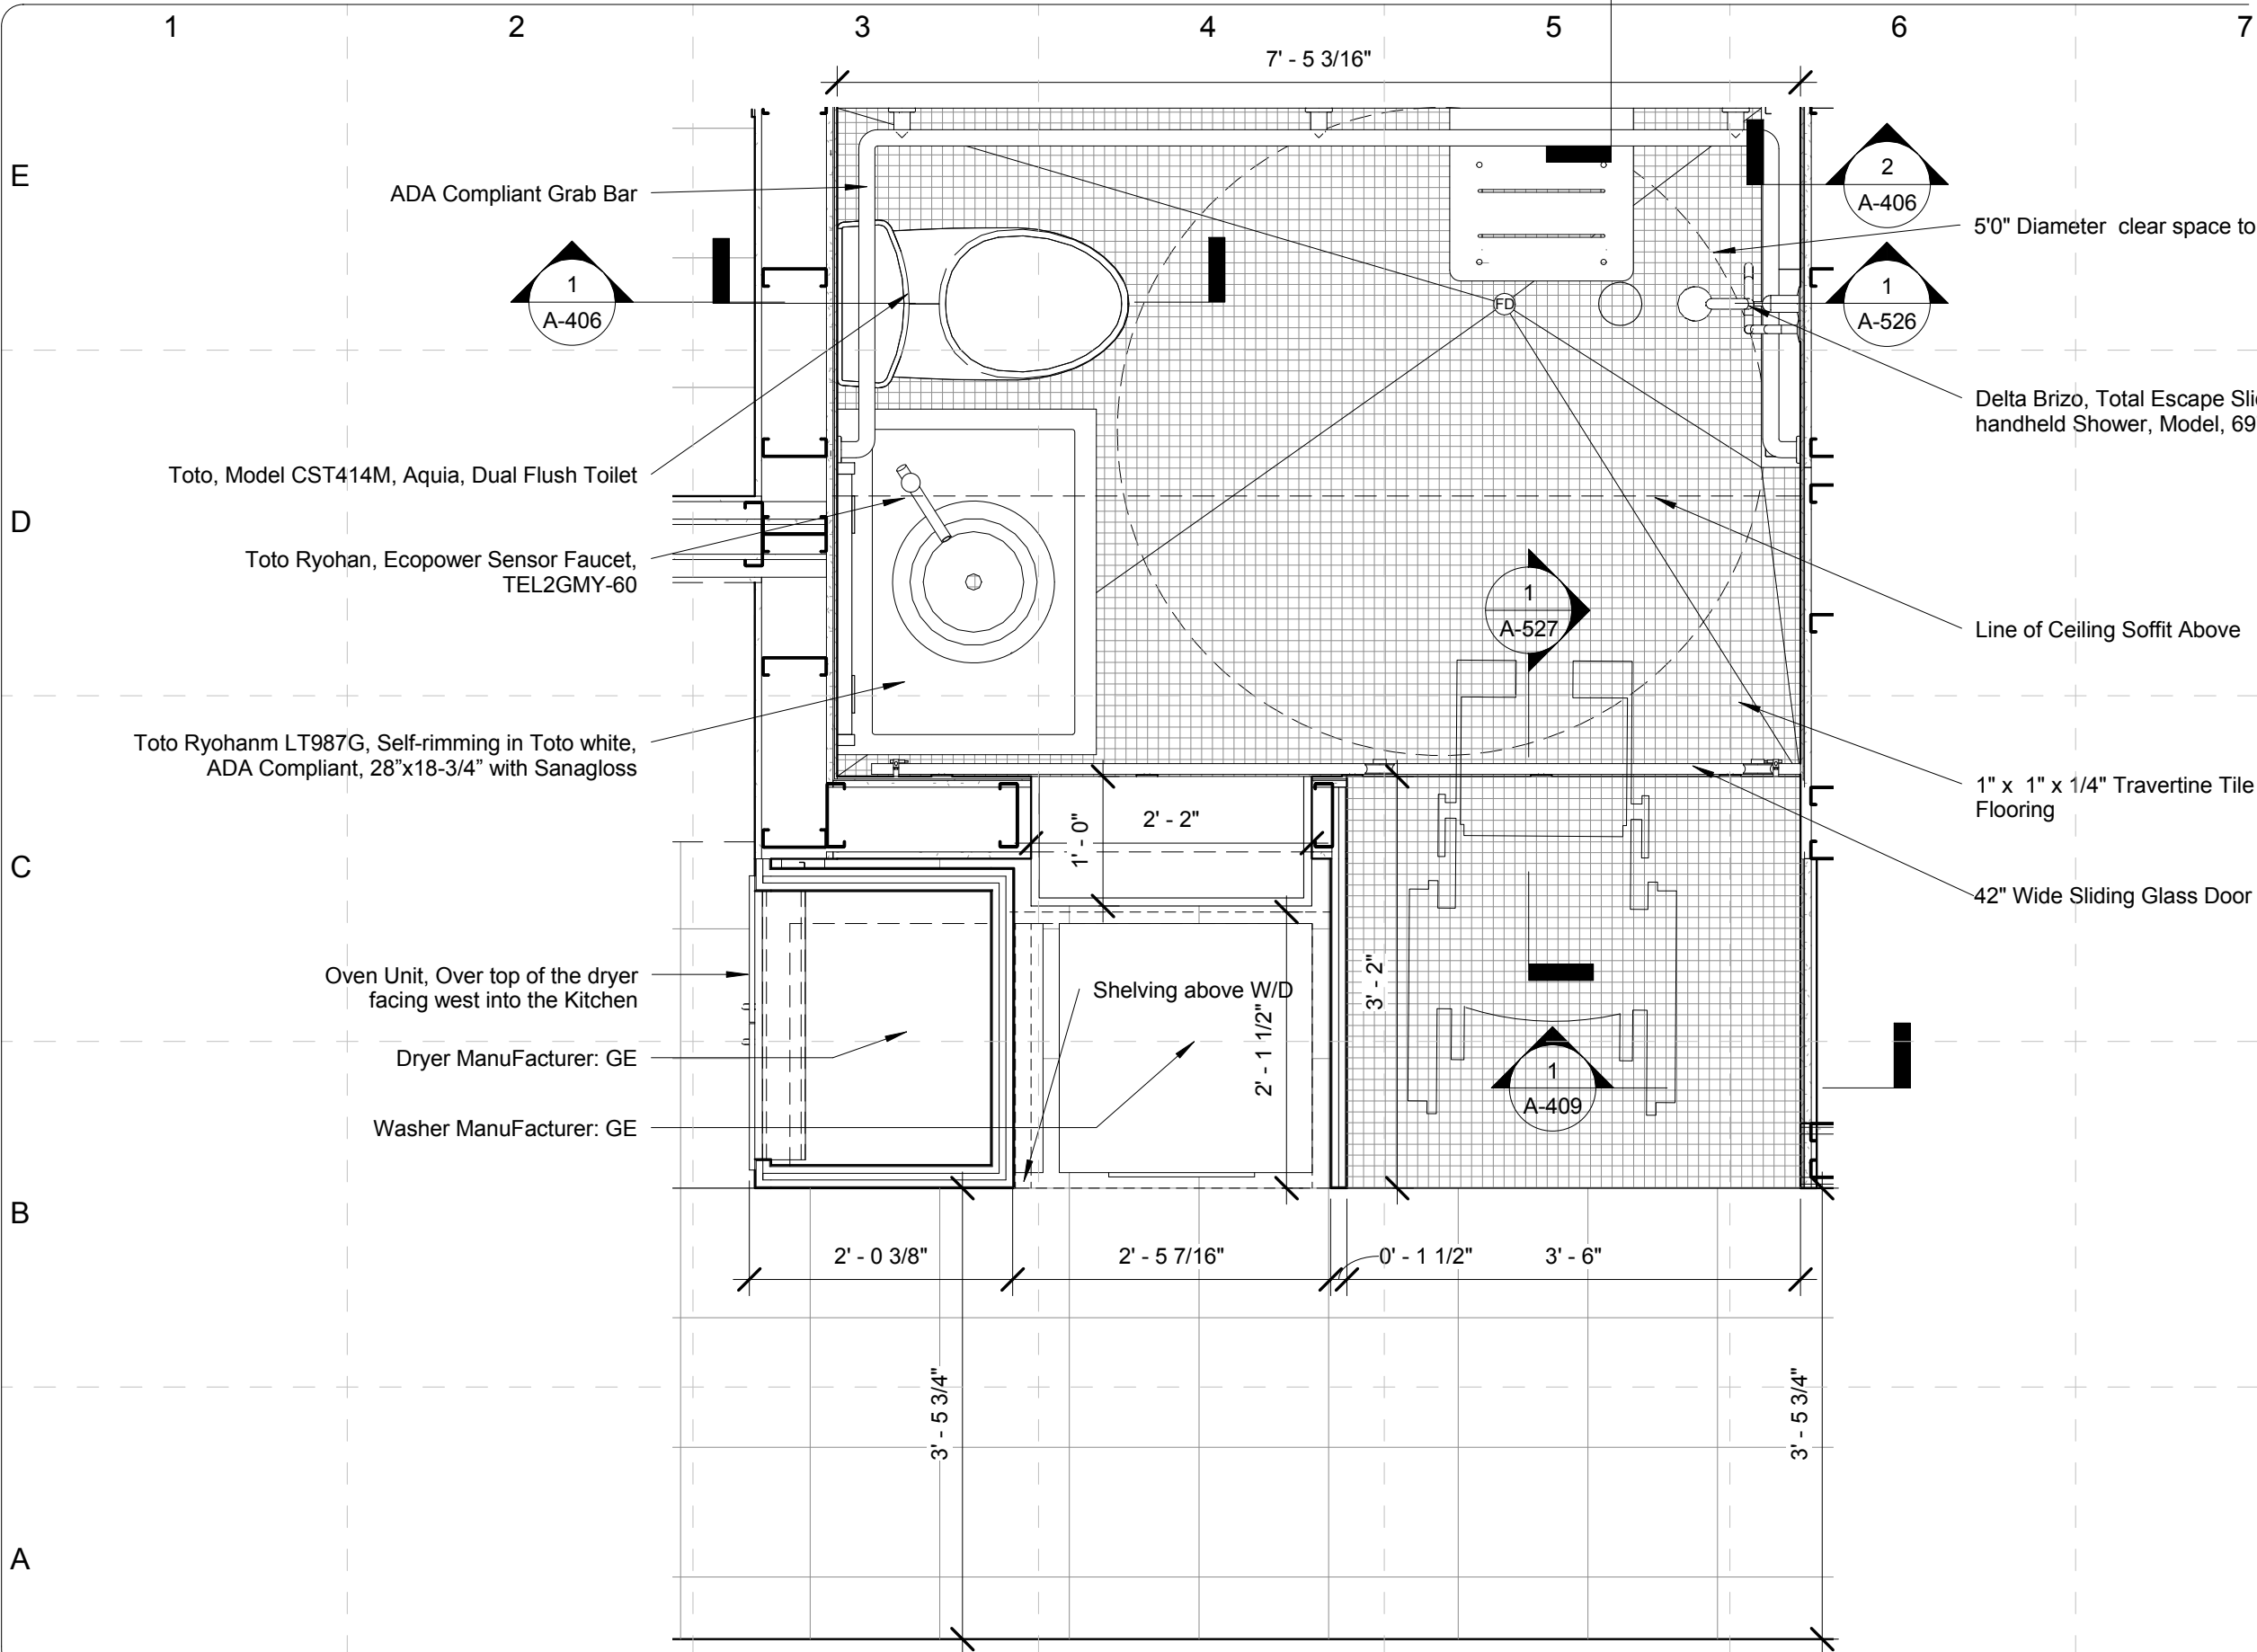 1 2 3 4 5 6 7
7' - 5 3/16"
E
ADA Compliant Grab Bar
2
A-406
5'0" Diameter clear space to
1
A-406
FD
1
A-526
Delta Brizo, Total Escape Sli
handheld Shower, Model, 69
Toto, Model CST414M, Aquia, Dual Flush Toilet
D
Toto Ryohan, Ecopower Sensor Faucet,
TEL2GMY-60
1
A-527
Line of Ceiling Soffit Above
Toto Ryohanm LT987G, Self-rimming in Toto white,
ADA Compliant, 28”x18-3/4” with Sanagloss
1" x 1" x 1/4" Travertine Tile
Flooring
1' - 0"
2' - 2"
C
42" Wide Sliding Glass Door
Oven Unit, Over top of the dryer
facing west into the Kitchen
Shelving above W/D
3' - 2"
2' - 1 1/2"
Dryer ManuFacturer: GE
1
A-409
Washer ManuFacturer: GE
B
2' - 0 3/8"
2' - 5 7/16"
0' - 1 1/2"
3' - 6"
3' - 5 3/4"
3' - 5 3/4"
A